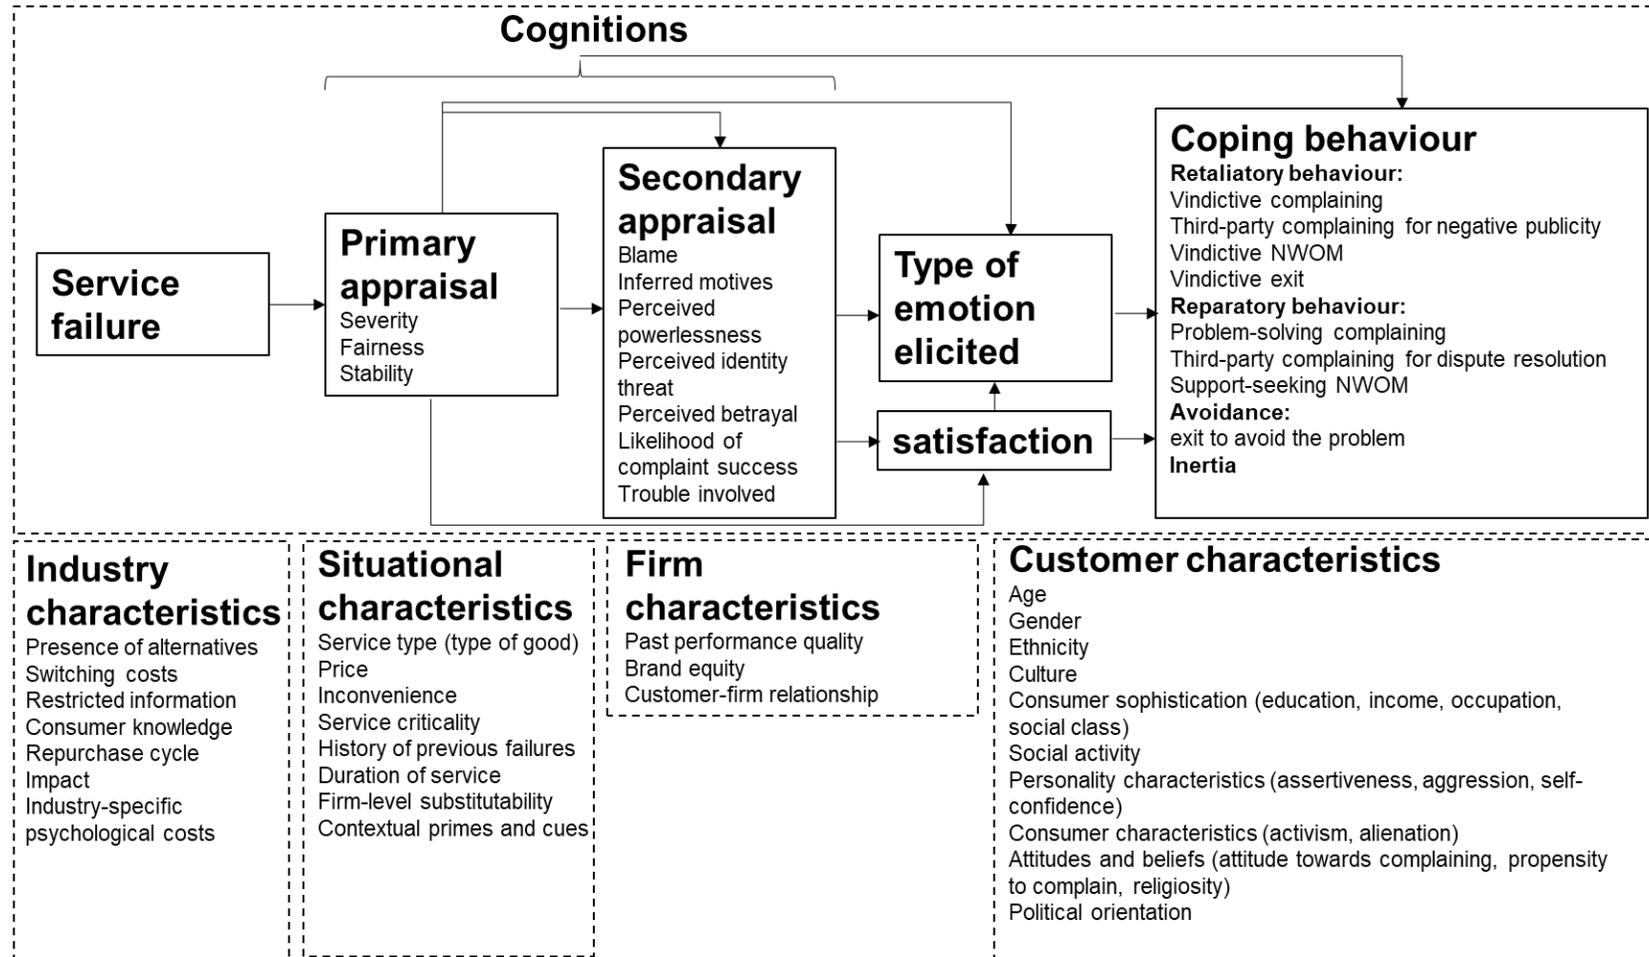 Cognitions
Service
failure
Primary
appraisal
Severity
Fairness
Stability
Secondary
appraisal
Blame
Inferred motives
Perceived
powerlessness
Perceived identity
threat
Perceived betrayal
Likelihood of
complaint success
Trouble involved
Type of
emotion
elicited
satisfaction
Coping behaviour
Retaliatory behaviour:
Vindictive complaining
Third-party complaining for negative publicity
Vindictive NWOM
Vindictive exit
Reparatory behaviour:
Problem-solving complaining
Third-party complaining for dispute resolution
Support-seeking NWOM
Avoidance:
exit to avoid the problem
Inertia
Industry
characteristics
Presence of alternatives
Switching costs
Restricted information
Consumer knowledge
Repurchase cycle
Impact
Industry-specific
psychological costs
Situational
characteristics
Service type (type of good)
Price
Inconvenience
Service criticality
History of previous failures
Duration of service
Firm-level substitutability
Contextual primes and cues
Firm
characteristics
Past performance quality
Brand equity
Customer-firm relationship
Customer characteristics
Age
Gender
Ethnicity
Culture
Consumer sophistication (education, income, occupation,
social class)
Social activity
Personality characteristics (assertiveness, aggression, self-
confidence)
Consumer characteristics (activism, alienation)
Attitudes and beliefs (attitude towards complaining, propensity
to complain, religiosity)
Political orientation